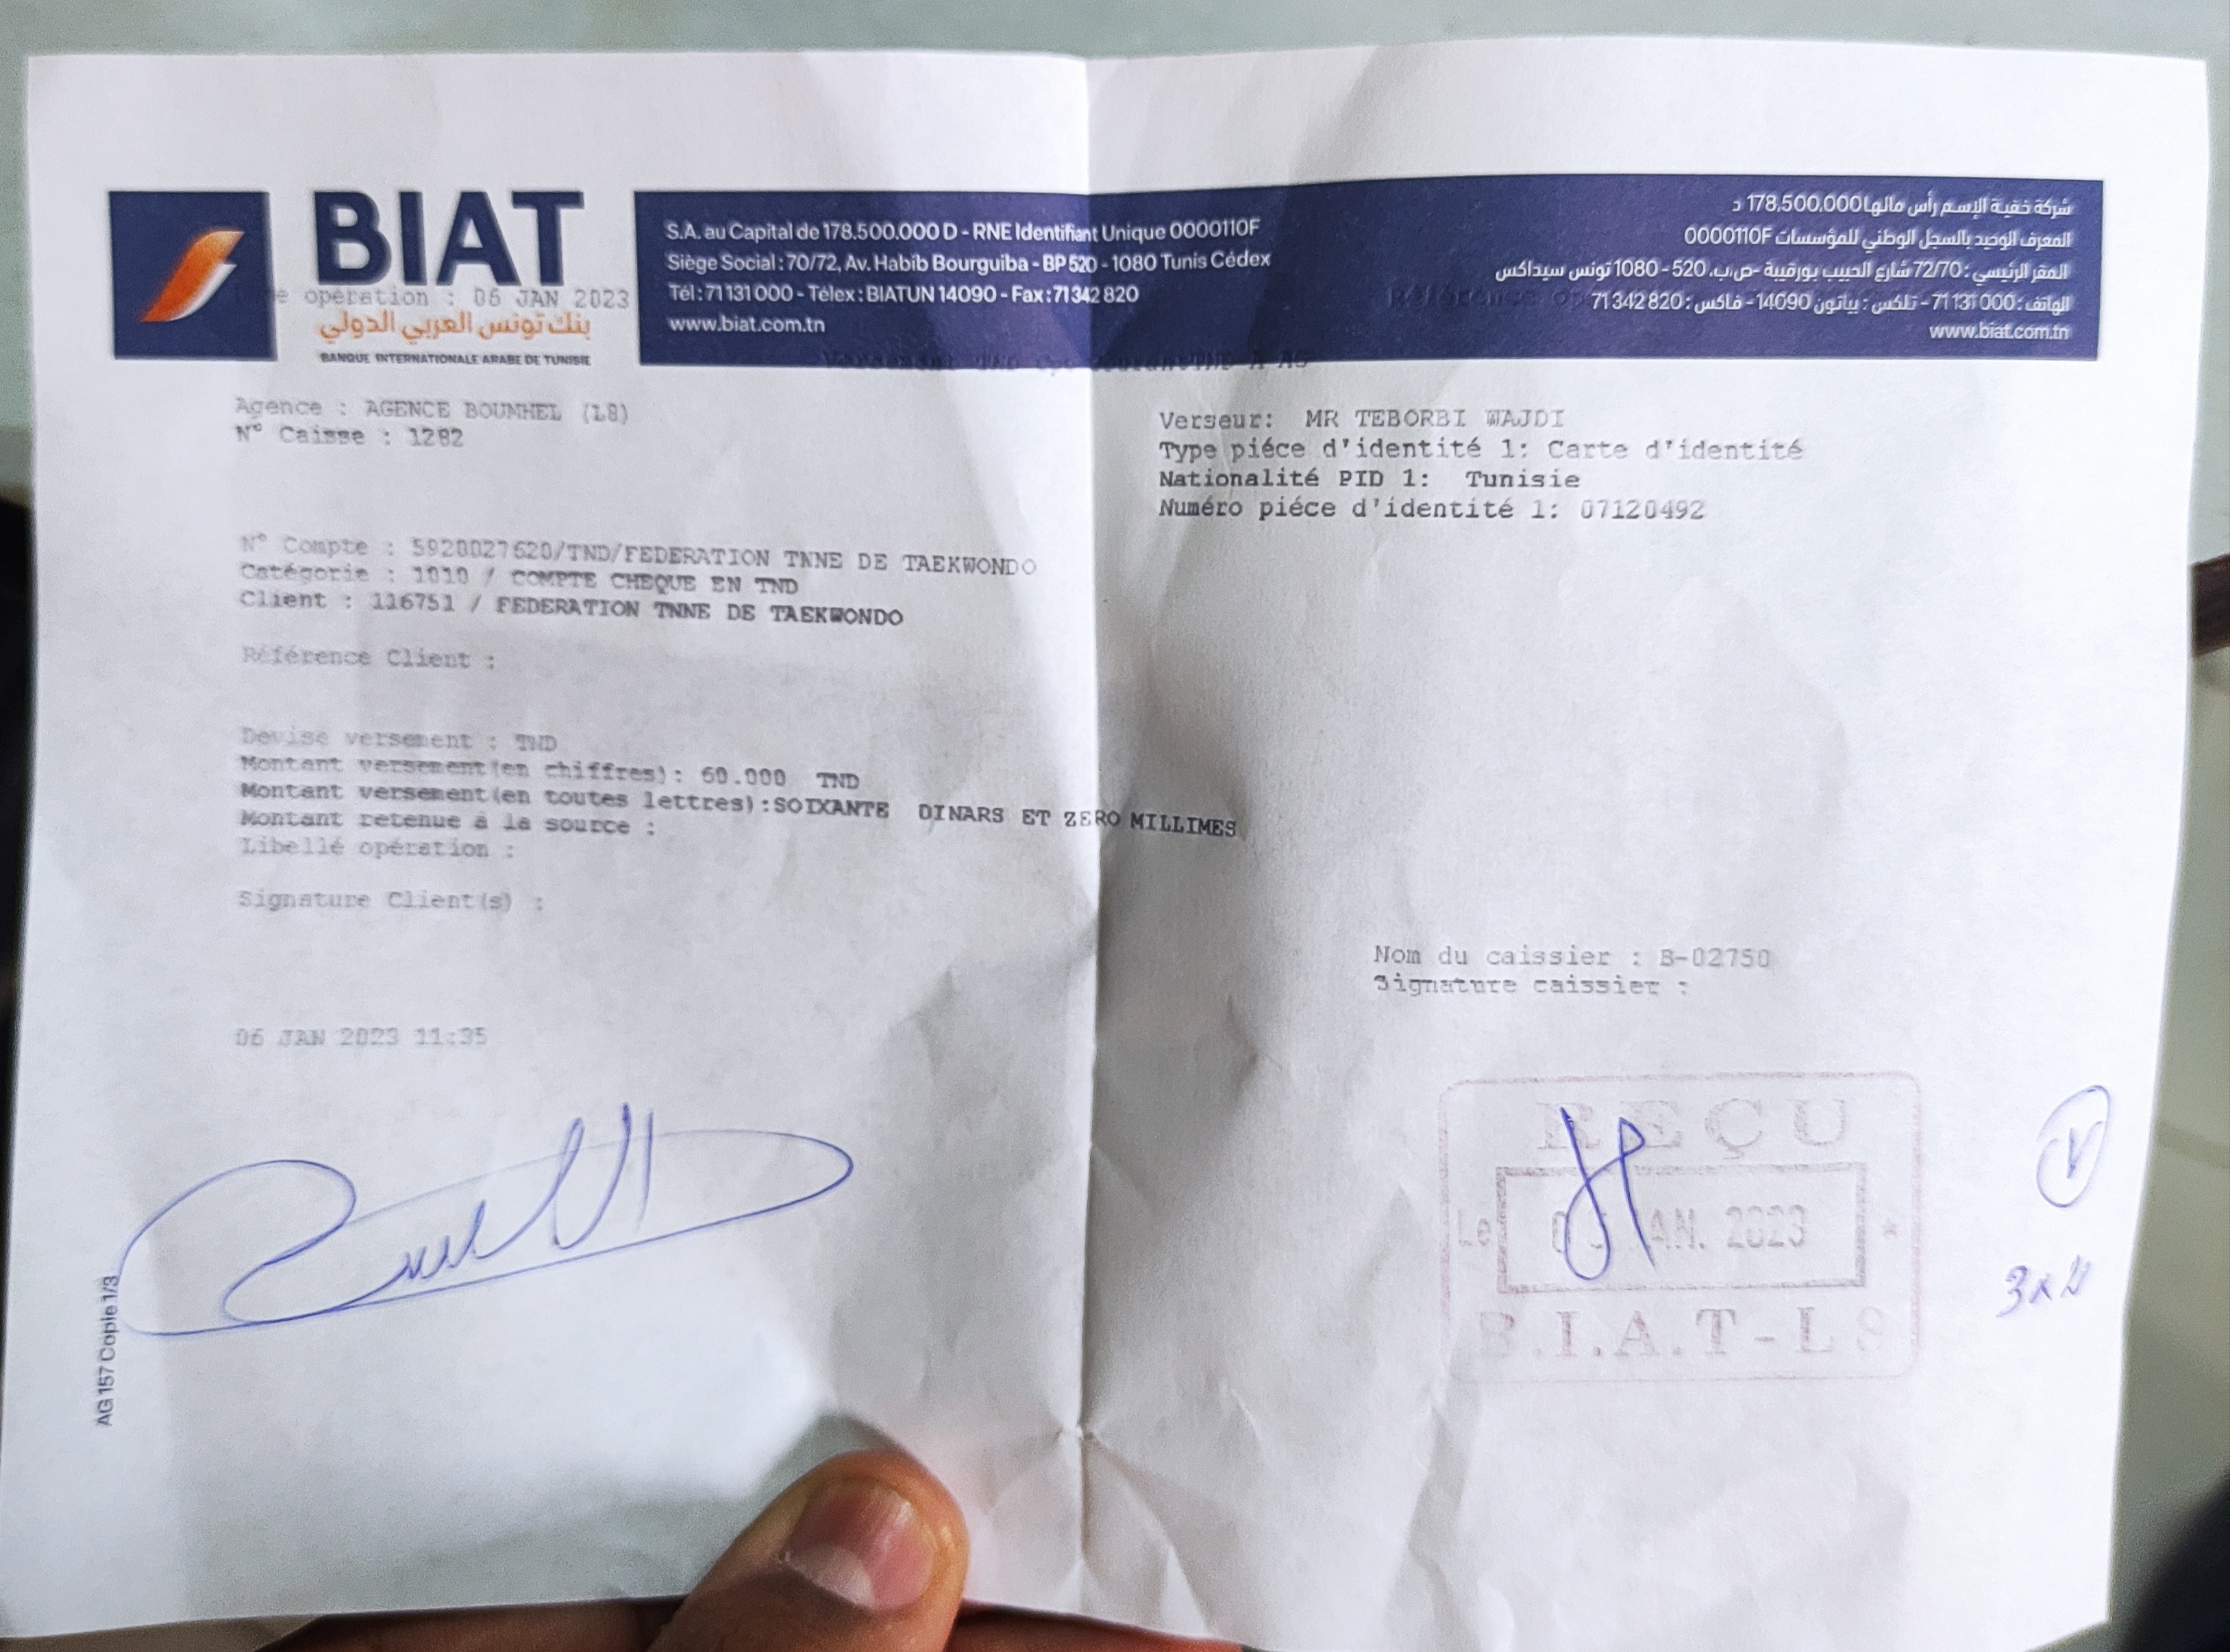 BIAT
بنك تونس العربي الدولي
BANQUE INTERNATIONALE ARABE DE TUNISIE
S.A. au Capital de 178.500.000 D - RNE Identifiant Unique 0000110F
Siège Social : 70/72, Av. Habib Bourguiba - BP 520 - 1080 Tunis Cédex
Tél : 71 131 000 - Télex : BIATUN 14090 - Fax : 71 342 820
www.biat.com.tn
شركة خفية الإسم رأس مالها 178,500.000 د
المعرف الوحيد بالسجل الوطني للمؤسسات 0000110F
المقر الرئيسي : 72/70 شارع الحبيب بورقيبة -ص.ب. 520 - 1080 تونس سيداكس
الهاتف : 000 131 71 - تلكس : بياتون 14090 - فاكس : 820 342 71
www.biat.com.tn
opération : 06 JAN 2023
Agence : AGENCE BOUMHEL (L8)
N° Caisse : 1282
Verseur: MR TEBORBI WAJDI
Type piéce d'identité 1: Carte d'identité
Nationalité PID 1: Tunisie
Numéro piéce d'identité 1: 07120492
N° Compte : 5920027620/TND/FEDERATION TNNE DE TAEKWONDO
Catégorie : 1010 / COMPTE CHEQUE EN TND
Client : 116751 / FEDERATION TNNE DE TAEKWONDO
Référence Client :
Devise versement : TND
Montant versement(en chiffres): 60.000 TND
Montant versement(en toutes lettres):SOIXANTE DINARS ET ZERO MILLIMES
Montant retenue à la source :
Libellé opération :
Signature Client(s) :
Nom du caissier : B-02750
Signature caissier :
06 JAN 2023 11:35
REÇU
Le JAN. 2023 *
B.I.A.T-L8
AG 157 Copie 1/3